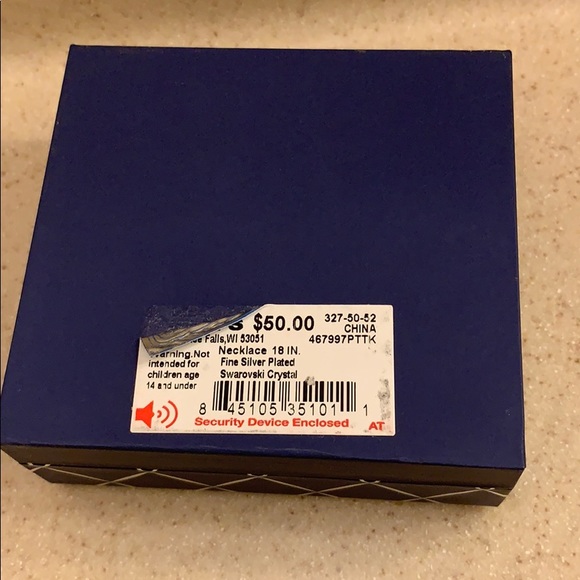 $50.00 327-50-52
CHINA
Falls,WI 53051 467997PTTK
Warning.Not Necklace 18 IN.
intended for Fine Silver Plated
children age Swarovski Crystal
14 and under
8 45105 35101 1
Security Device Enclosed AT